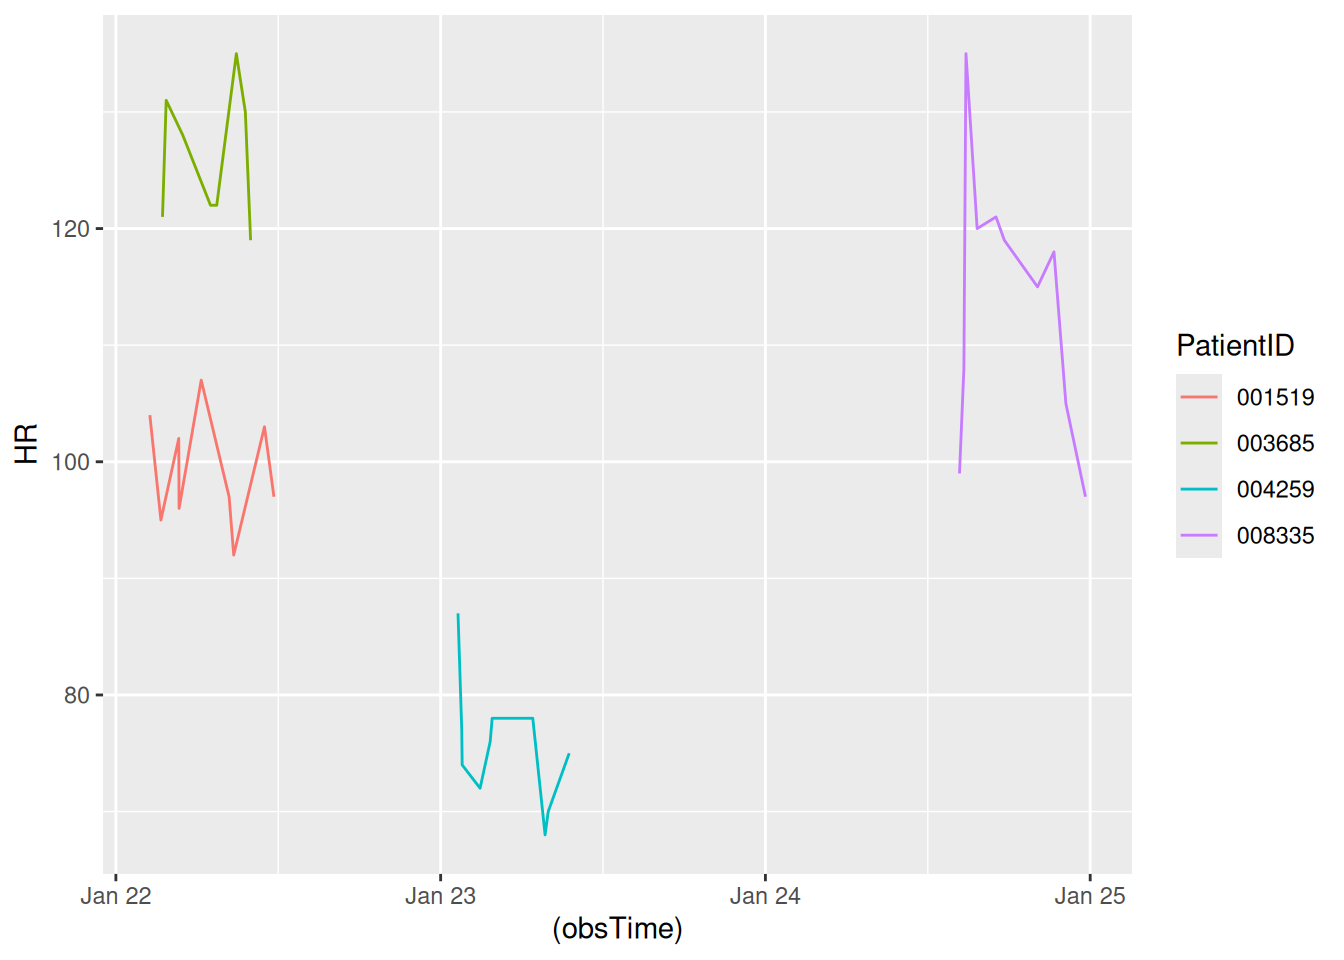 HR
120
100
80
Jan 22
Jan 23
Jan 24
Jan 25
(obsTime)
PatientID
001519
003685
004259
008335